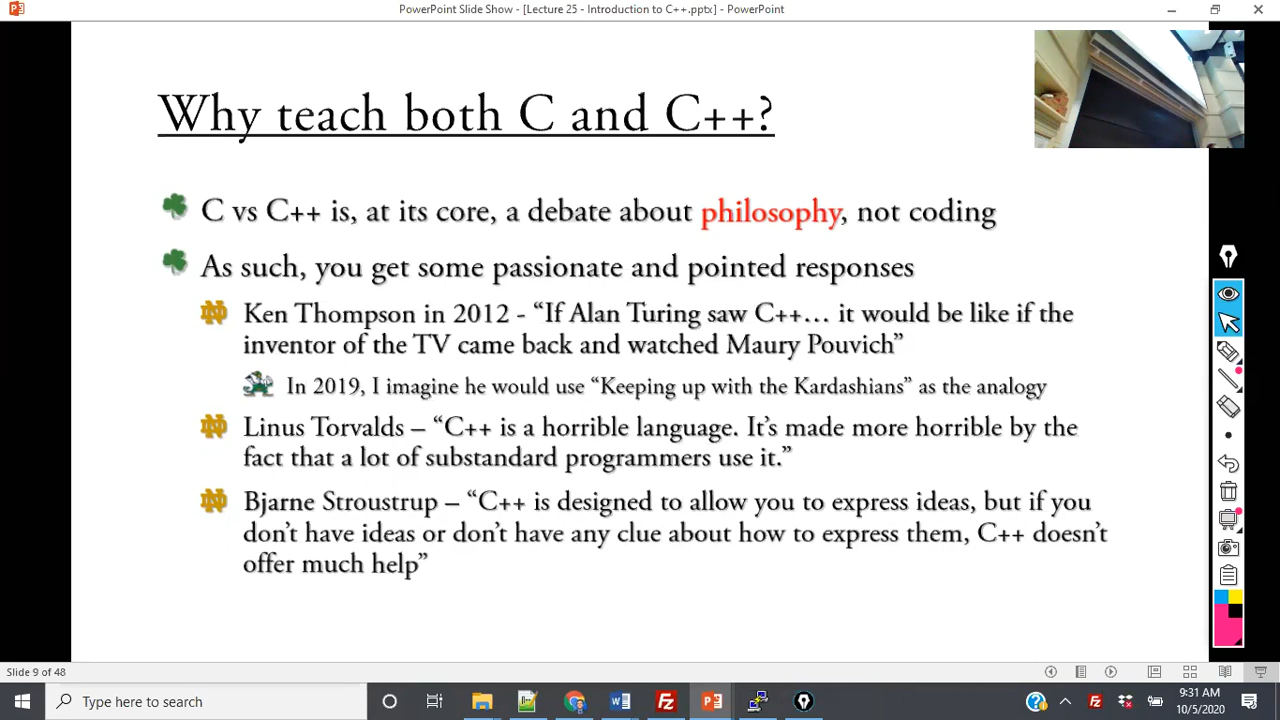 PowerPoint Slide Show - [Lecture 25 - Introduction to C++.pptx] - PowerPoint
Why teach both C and C++?
C vs C++ is, at its core, a debate about philosophy, not coding
As such, you get some passionate and pointed responses
Ken Thompson in 2012 - “If Alan Turing saw C++… it would be like if the
inventor of the TV came back and watched Maury Pouvich”
In 2019, I imagine he would use “Keeping up with the Kardashians” as the analogy
Linus Torvalds – “C++ is a horrible language. It’s made more horrible by the
fact that a lot of substandard programmers use it.”
Bjarne Stroustrup – “C++ is designed to allow you to express ideas, but if you
don’t have ideas or don’t have any clue about how to express them, C++ doesn’t
offer much help”
Slide 9 of 48
Type here to search
9:31 AM
10/5/2020